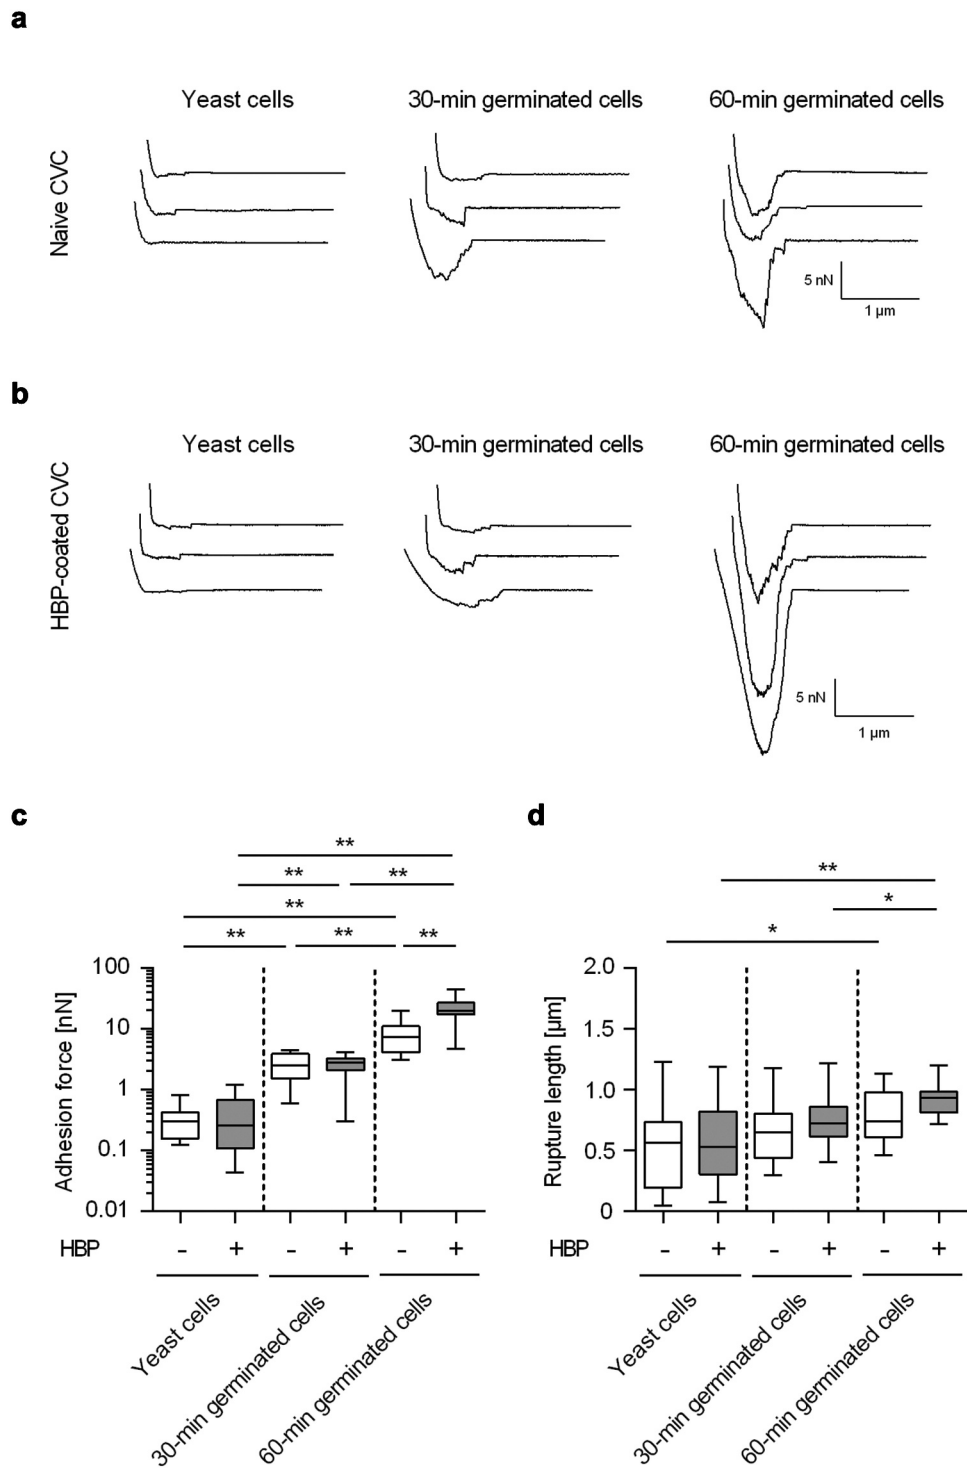 a
Yeast cells 30-min germinated cells 60-min germinated cells
Naive CVC
5 nN
1 µm
b
Yeast cells 30-min germinated cells 60-min germinated cells
HBP-coated CVC
5 nN
1 µm
c
**
** **
**
** ** **
Adhesion force [nN]
100
10
1
0.1
0.01
HBP - + - + - +
Yeast cells
30-min germinated cells
60-min germinated cells
d
**
*
*
Rupture length [µm]
2.0
1.5
1.0
0.5
0
HBP - + - + - +
Yeast cells
30-min germinated cells
60-min germinated cells